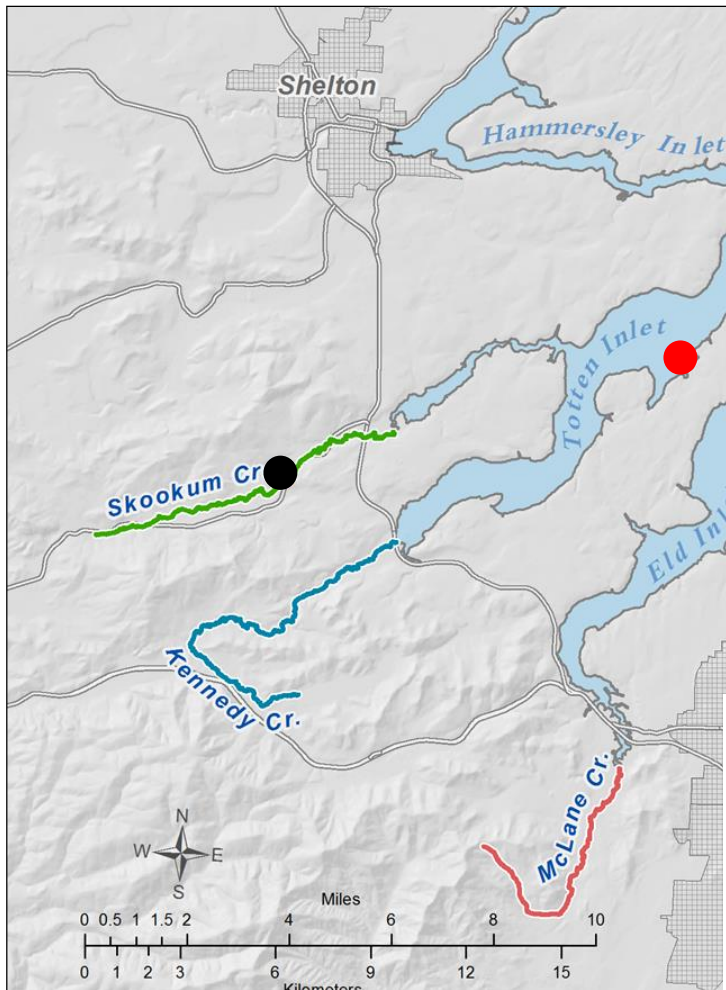 Shelton
Hammersley Inlet
Totten Inlet
Skookum Cr
Eld Inl
Kennedy Cr.
McLane Cr.
N
W E
S
Miles
0 0.5 1 1.5 2 4 6 8 10
0 1 2 3 6 9 12 15
Kilometers